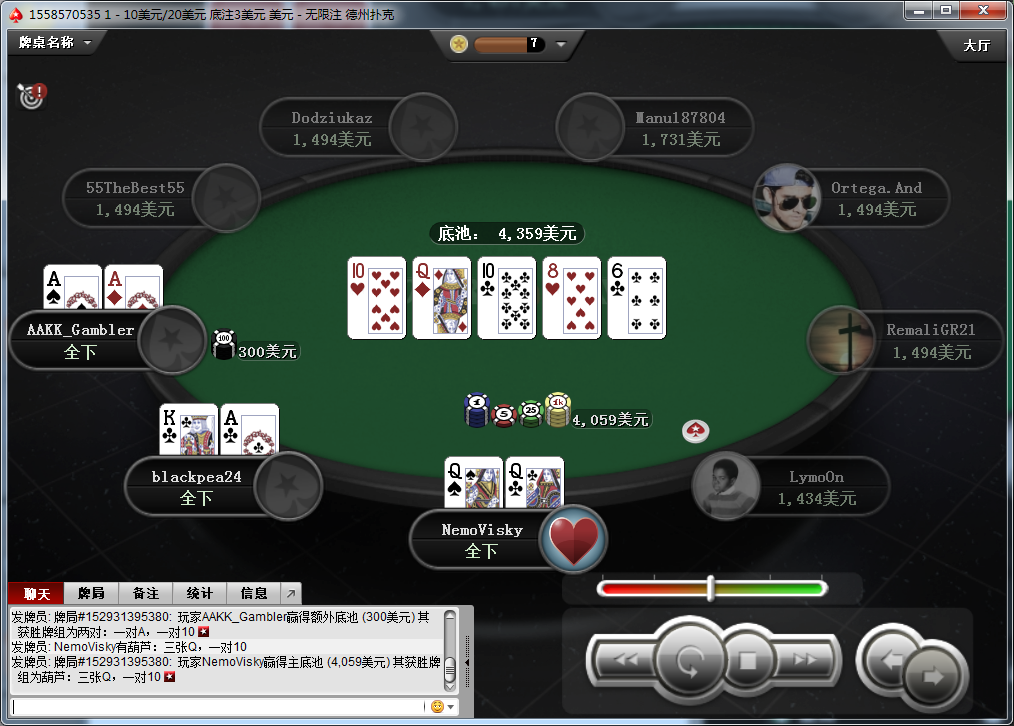 1558570535 1 - 10美元/20美元 底注3美元 美元 - 无限注 德州扑克
牌桌名称
7
大厅
Dodziukaz
1,494美元
Manu187804
1,731美元
55TheBest55
1,494美元
Ortega.And
1,494美元
底池: 4,359美元
A
A
10
Q
10
8
6
AAKK_Gambler
全下
100
300美元
RemaliGR21
1,494美元
K
A
1
5
25
1k
4,059美元
blackpea24
全下
Q
Q
LymoOn
1,434美元
NemoVisky
全下
聊天
牌局
备注
统计
信息
发牌员: 牌局#152931395380: 玩家AAKK_Gambler赢得额外底池 (300美元) 其
获胜牌组为两对: 一对A, 一对10
发牌员: NemoVisky有葫芦: 三张Q, 一对10
发牌员: 牌局#152931395380: 玩家NemoVisky赢得主底池 (4,059美元) 其获胜牌
组为葫芦: 三张Q, 一对10